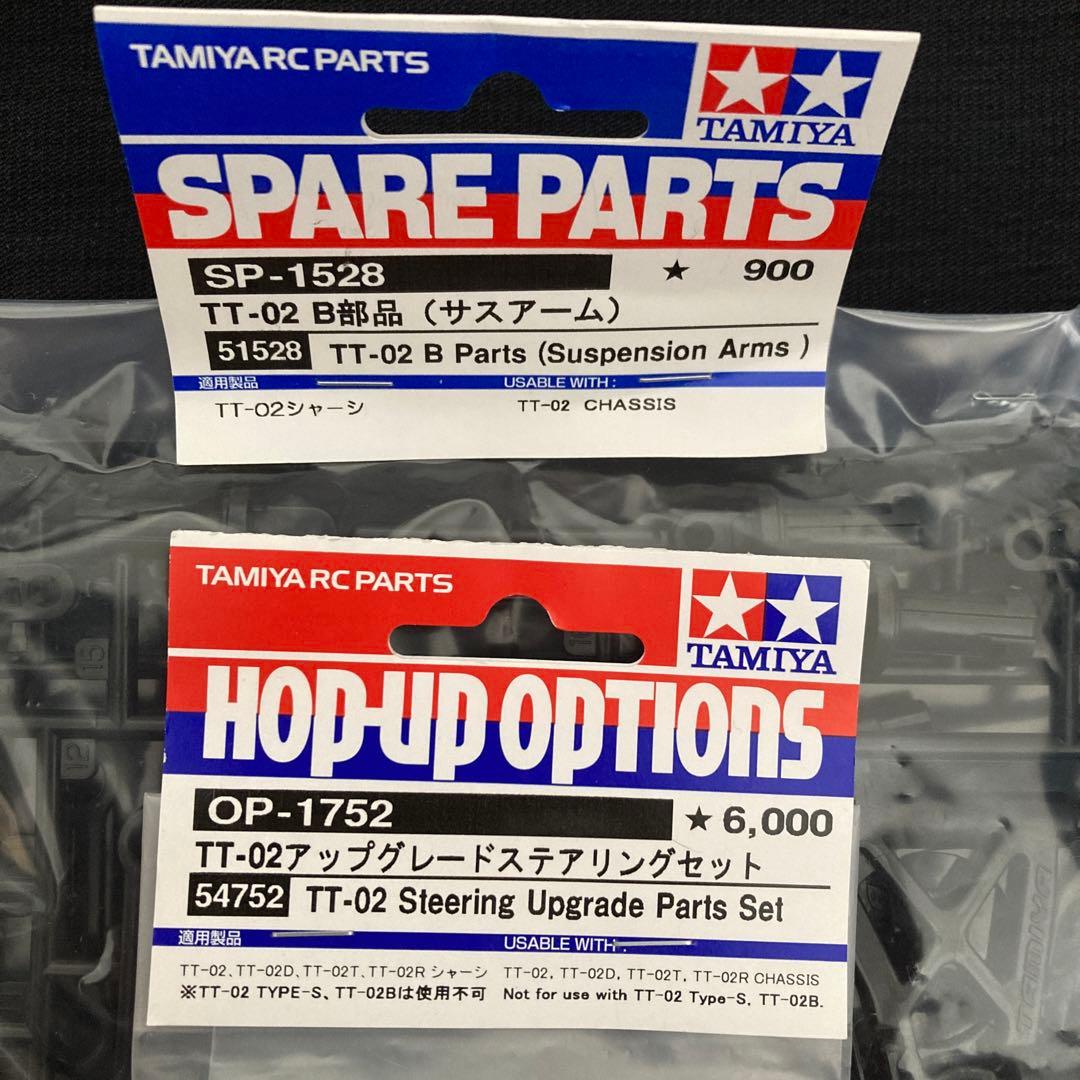 TAMIYA RC PARTS
TAMIYA
SPARE PARTS
SP-1528 ★ 900
TT-02 B部品（サスアーム）
51528 TT-02 B Parts (Suspension Arms )
適用製品 USABLE WITH :
TT-02シャーシ TT-02 CHASSIS
TAMIYA RC PARTS
TAMIYA
HOP-UP OPTIONS
OP-1752 ★ 6,000
TT-02アップグレードステアリングセット
54752 TT-02 Steering Upgrade Parts Set
適用製品 USABLE WITH :
TT-02、TT-02D、TT-02T、TT-02R シャーシ TT-02, TT-02D, TT-02T, TT-02R CHASSIS
※TT-02 TYPE-S、TT-02Bは使用不可 Not for use with TT-02 Type-S, TT-02B.
15
12
TAMIYA